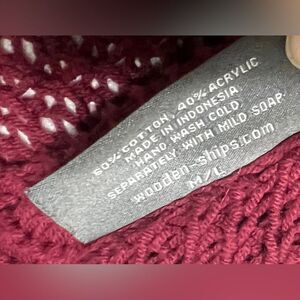 60% COTTON, 40% ACRYLIC
MADE IN INDONESIA
HAND WASH COLD
SEPARATELY WITH MILD SOAP
wooden-ships.com
M/L